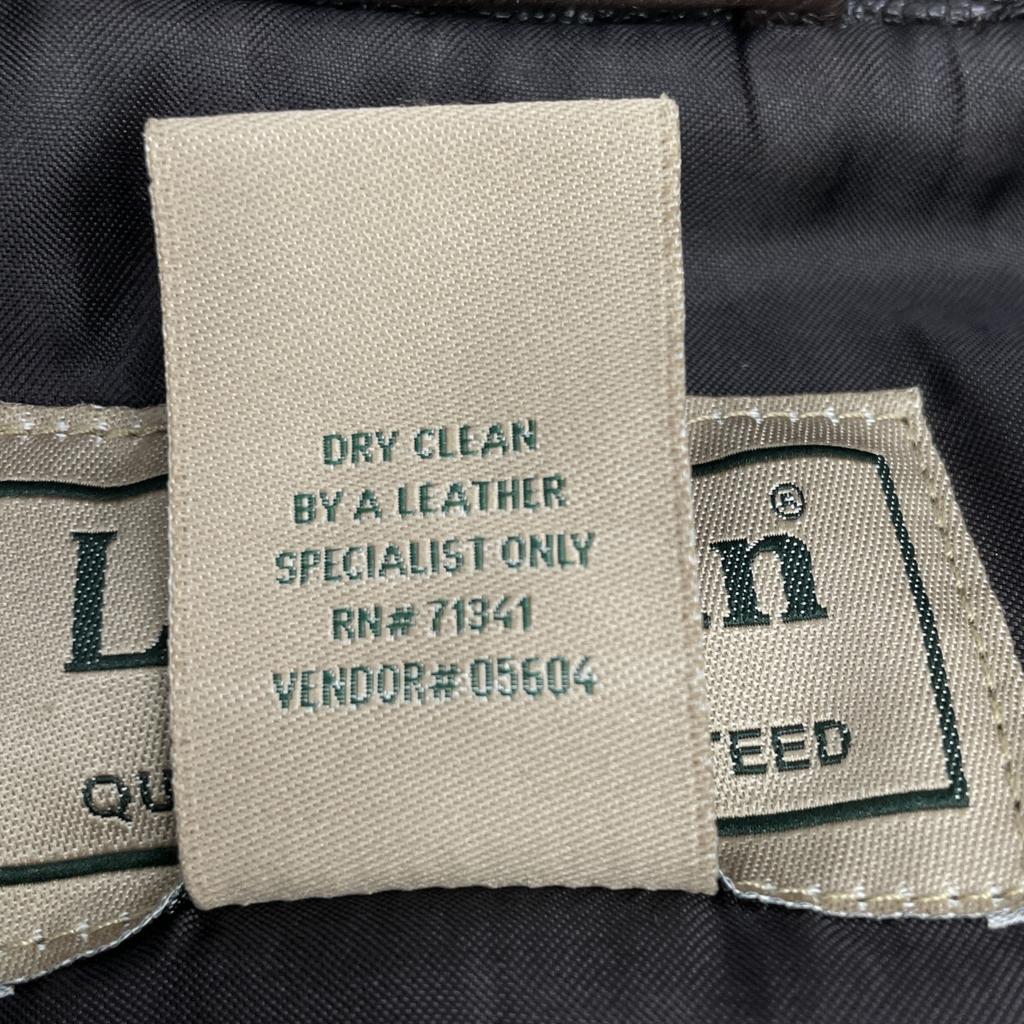 DRY CLEAN
BY A LEATHER
SPECIALIST ONLY
RN# 71341
VENDOR# 05604
L n®
QU TEED